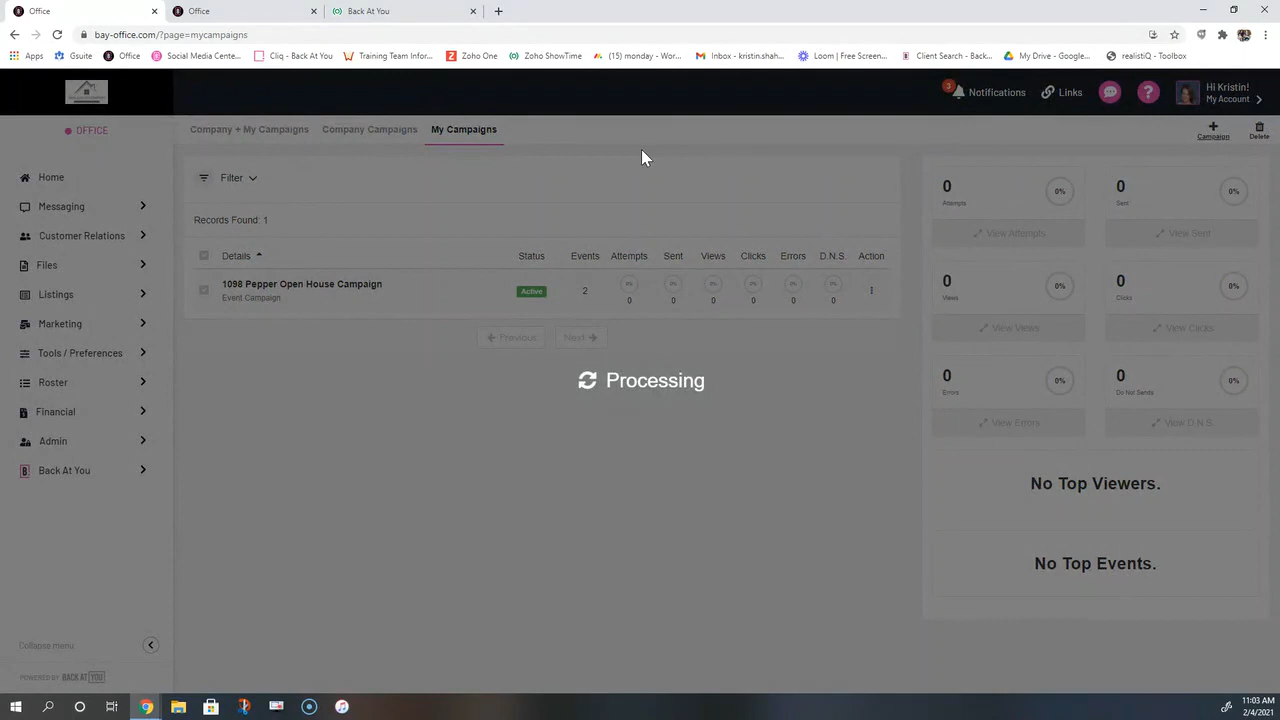 Office
Office
Back At You
bay-office.com/?page=mycampaigns
Apps
Gsuite
Office
Social Media Cente...
Cliq - Back At You
Training Team Infor...
Zoho One
Zoho ShowTime
(15) monday - Wor...
Inbox - kristin.shah...
Loom | Free Screen...
Client Search - Back...
My Drive - Google...
realistiQ - Toolbox
3
Notifications
Links
Hi Kristin!
My Account
OFFICE
Company + My Campaigns
Company Campaigns
My Campaigns
Campaign
Delete
Home
Messaging
Customer Relations
Files
Listings
Marketing
Tools / Preferences
Roster
Financial
Admin
Back At You
Collapse menu
POWERED BY BACK AT YOU
Filter
Records Found: 1
Details Status Events Attempts Sent Views Clicks Errors D.N.S. Action
1098 Pepper Open House Campaign
Event Campaign
Active
2
0% 0% 0% 0% 0% 0%
0 0 0 0 0 0
Previous
Next
Processing
0
Attempts
0%
View Attempts
0
Sent
0%
View Sent
0
Views
0%
View Views
0
Clicks
0%
View Clicks
0
Errors
0%
View Errors
0
Do Not Sends
0%
View D.N.S.
No Top Viewers.
No Top Events.
11:03 AM
2/4/2021